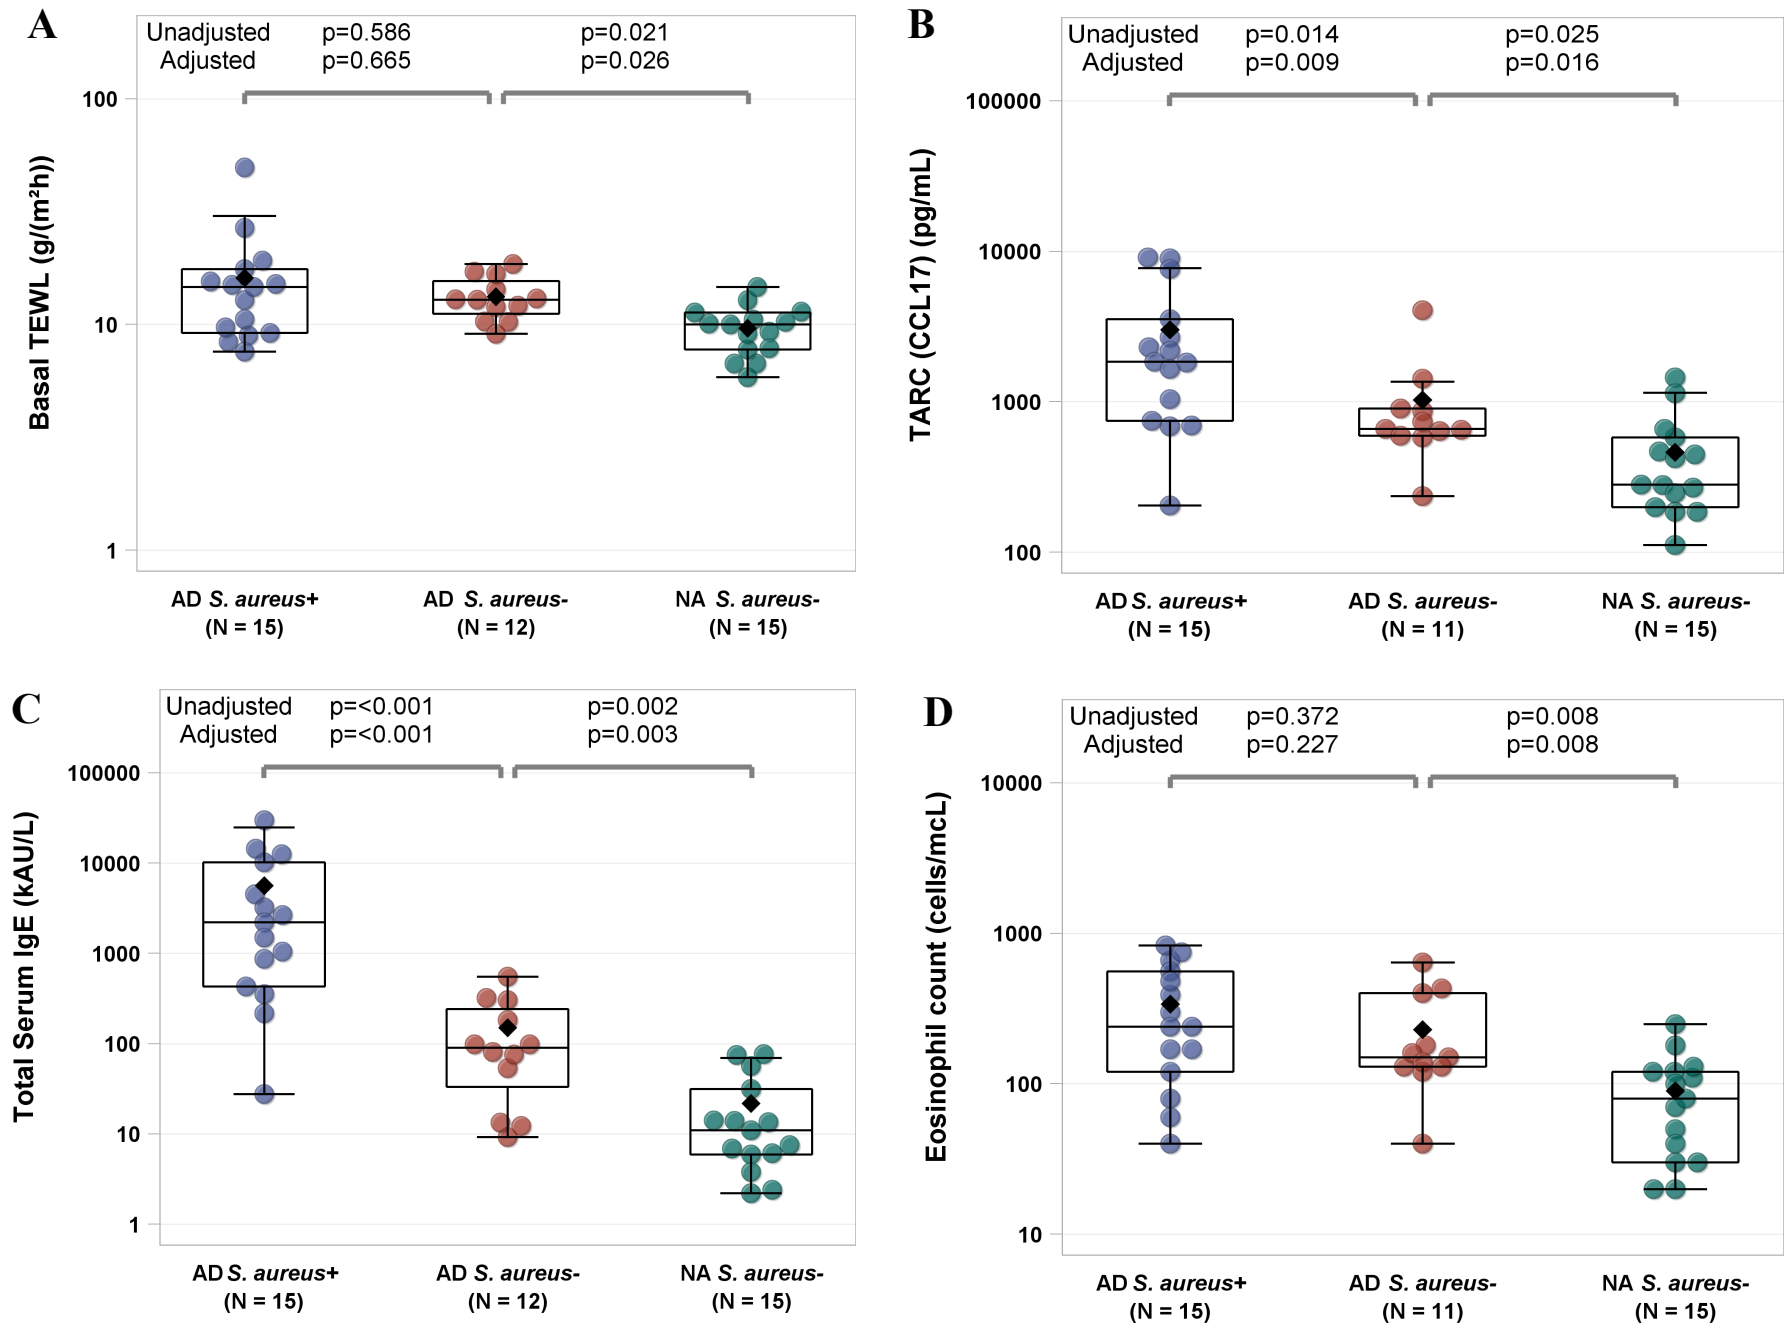 A
Unadjusted p=0.586 p=0.021
Adjusted p=0.665 p=0.026
100
10
1
Basal TEWL (g/(m²h))
AD S. aureus+ AD S. aureus- NA S. aureus-
(N = 15) (N = 12) (N = 15)
B
Unadjusted p=0.014 p=0.025
Adjusted p=0.009 p=0.016
100000
10000
1000
100
TARC (CCL17) (pg/mL)
AD S. aureus+ AD S. aureus- NA S. aureus-
(N = 15) (N = 11) (N = 15)
C
Unadjusted p=<0.001 p=0.002
Adjusted p=<0.001 p=0.003
100000
10000
1000
100
10
1
Total Serum IgE (kAU/L)
AD S. aureus+ AD S. aureus- NA S. aureus-
(N = 15) (N = 12) (N = 15)
D
Unadjusted p=0.372 p=0.008
Adjusted p=0.227 p=0.008
10000
1000
100
10
Eosinophil count (cells/mcL)
AD S. aureus+ AD S. aureus- NA S. aureus-
(N = 15) (N = 11) (N = 15)